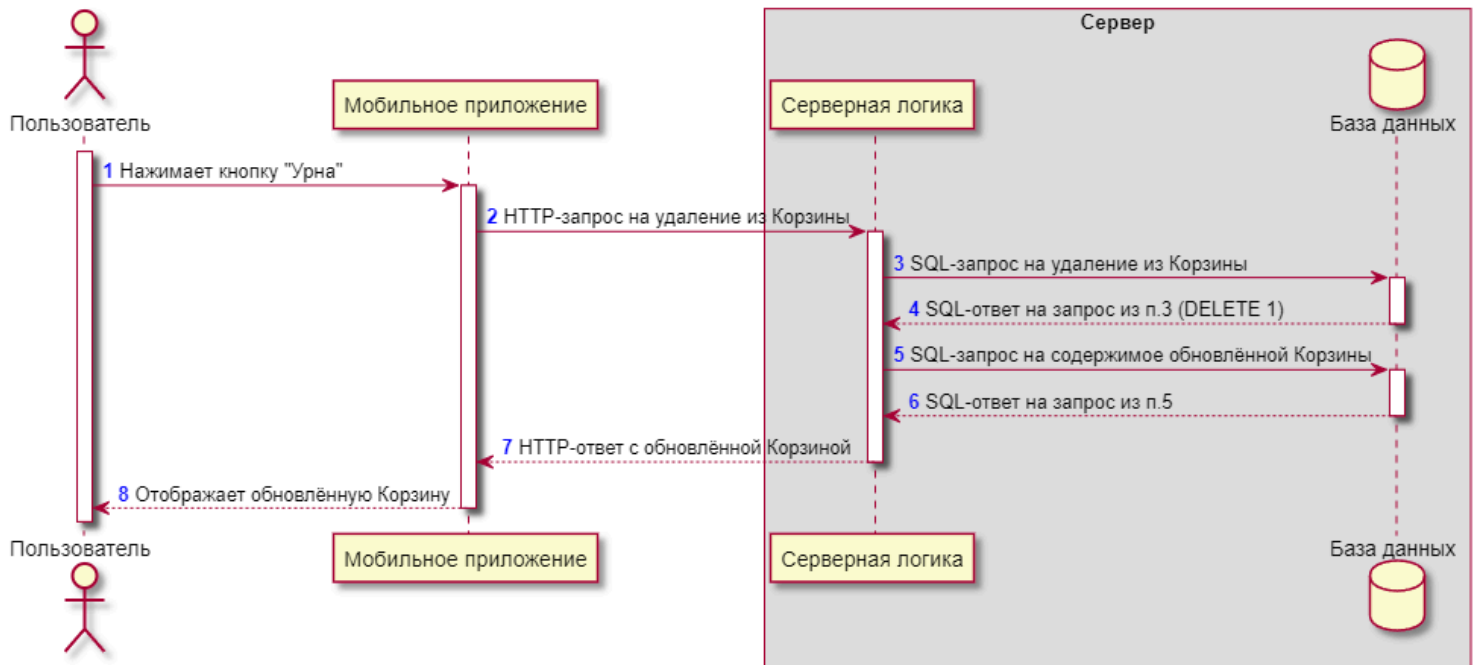 Сервер
Пользователь
Мобильное приложение
Серверная логика
База данных
1 Нажимает кнопку "Урна"
2 HTTP-запрос на удаление из Корзины
3 SQL-запрос на удаление из Корзины
4 SQL-ответ на запрос из п.3 (DELETE 1)
5 SQL-запрос на содержимое обновлённой Корзины
6 SQL-ответ на запрос из п.5
7 HTTP-ответ с обновлённой Корзиной
8 Отображает обновлённую Корзину
Пользователь
Мобильное приложение
Серверная логика
База данных